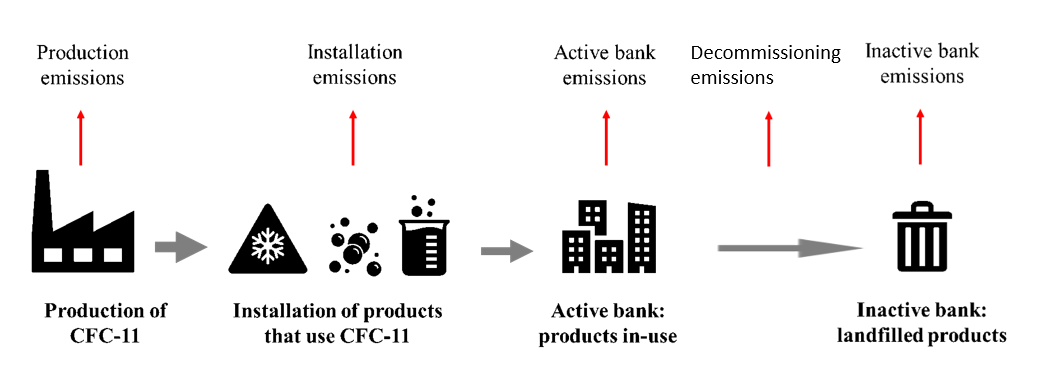 Production
emissions
Installation
emissions
Active bank
emissions
Decommissioning
emissions
Inactive bank
emissions
Production of
CFC-11
Installation of products
that use CFC-11
Active bank:
products in-use
Inactive bank:
landfilled products